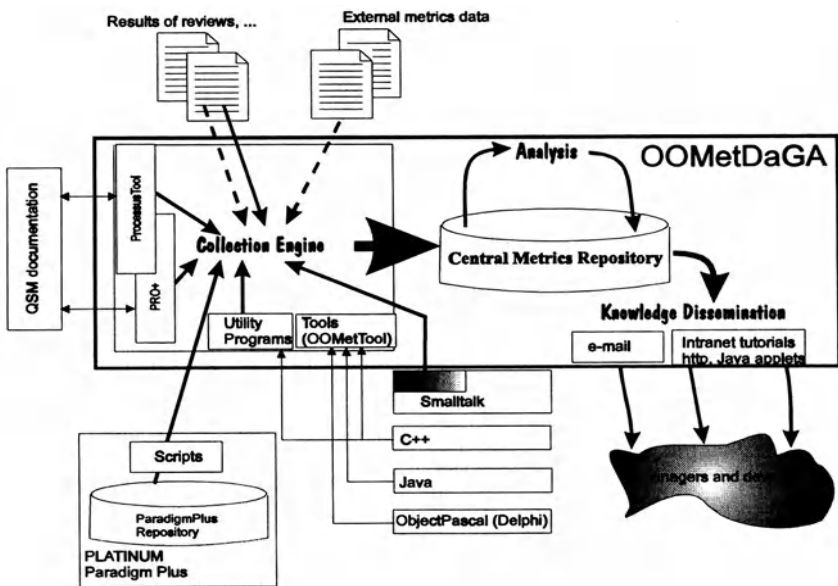 Results of reviews, ...
External metrics data
OOMetDaGA
Analysis
QSM documentation
ProcessusTool
PRO+
Collection Engine
Central Metrics Repository
Knowledge Dissemination
Utility
Programs
Tools
(OOMetTool)
e-mail
Intranet tutorials
http, Java applets
Smalltalk
C++
Java
ObjectPascal (Delphi)
Scripts
ParadigmPlus
Repository
PLATINUM
Paradigm Plus
and